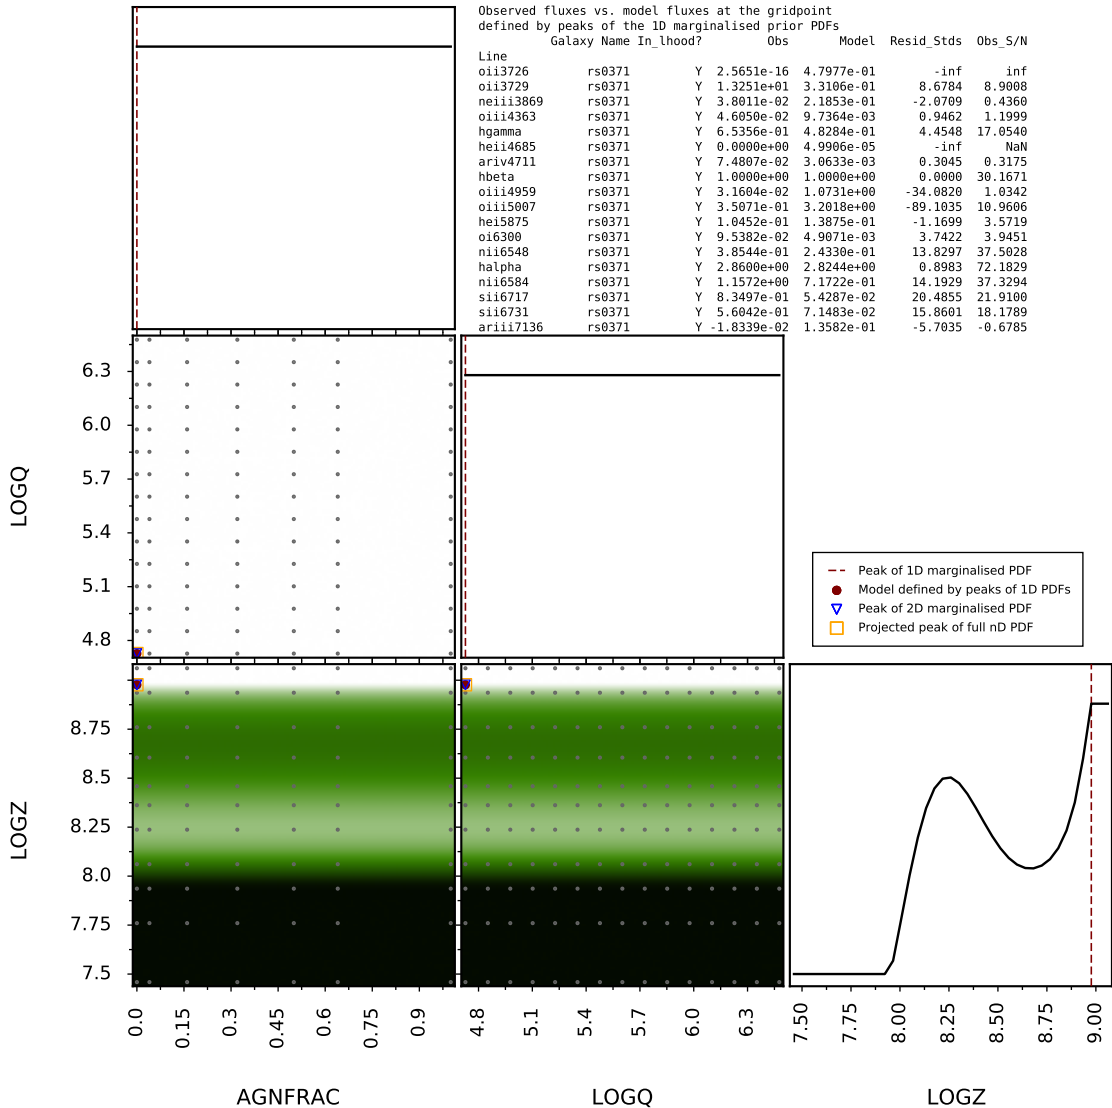 Observed fluxes vs. model fluxes at the gridpoint
defined by peaks of the 1D marginalised prior PDFs
Galaxy Name In_lhood? Obs Model Resid_Stds Obs_S/N
Line
oii3726 rs0371 Y 2.5651e-16 4.7977e-01 -inf inf
oii3729 rs0371 Y 1.3251e+01 3.3106e-01 8.6784 8.9008
neiii3869 rs0371 Y 3.8011e-02 2.1853e-01 -2.0709 0.4360
oiii4363 rs0371 Y 4.6050e-02 9.7364e-03 0.9462 1.1999
hgamma rs0371 Y 6.5356e-01 4.8284e-01 4.4548 17.0540
heii4685 rs0371 Y 0.0000e+00 4.9906e-05 -inf NaN
ariv4711 rs0371 Y 7.4807e-02 3.0633e-03 0.3045 0.3175
hbeta rs0371 Y 1.0000e+00 1.0000e+00 0.0000 30.1671
oiii4959 rs0371 Y 3.1604e-02 1.0731e+00 -34.0820 1.0342
oiii5007 rs0371 Y 3.5071e-01 3.2018e+00 -89.1035 10.9606
hei5875 rs0371 Y 1.0452e-01 1.3875e-01 -1.1699 3.5719
oi6300 rs0371 Y 9.5382e-02 4.9071e-03 3.7422 3.9451
nii6548 rs0371 Y 3.8544e-01 2.4330e-01 13.8297 37.5028
halpha rs0371 Y 2.8600e+00 2.8244e+00 0.8983 72.1829
nii6584 rs0371 Y 1.1572e+00 7.1722e-01 14.1929 37.3294
sii6717 rs0371 Y 8.3497e-01 5.4287e-02 20.4855 21.9100
sii6731 rs0371 Y 5.6042e-01 7.1483e-02 15.8601 18.1789
ariii7136 rs0371 Y -1.8339e-02 1.3582e-01 -5.7035 -0.6785
LOGQ
6.3
6.0
5.7
5.4
5.1
4.8
Peak of 1D marginalised PDF
Model defined by peaks of 1D PDFs
Peak of 2D marginalised PDF
Projected peak of full nD PDF
LOGZ
8.75
8.5
8.25
8.0
7.75
7.5
0.0 0.15 0.3 0.45 0.6 0.75 0.9
4.8 5.1 5.4 5.7 6.0 6.3
7.50 7.75 8.00 8.25 8.50 8.75 9.00
AGNFRAC LOGQ LOGZ